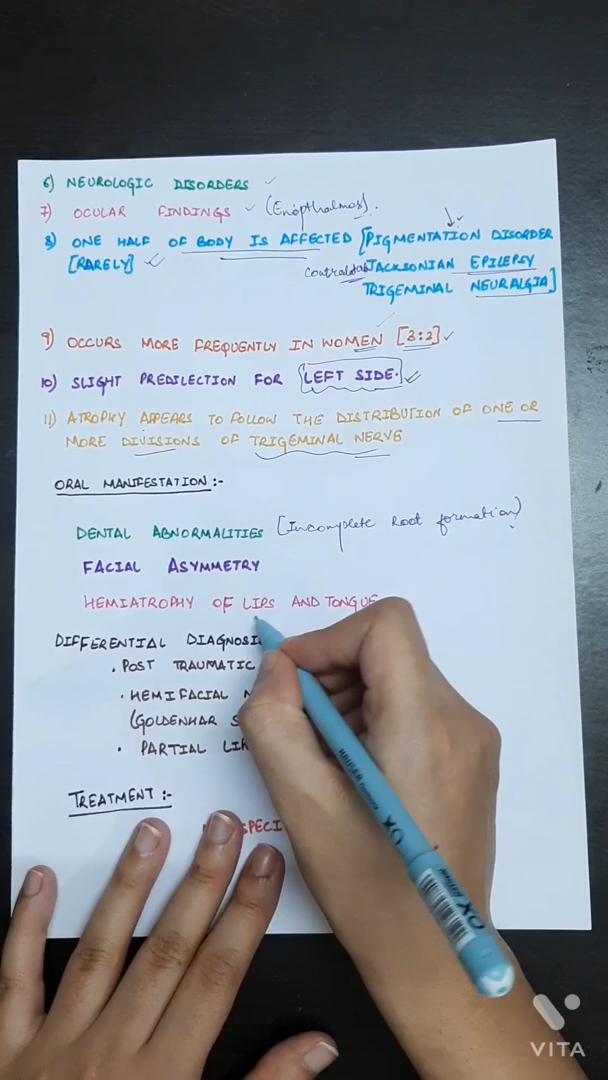 6) NEUROLOGIC DISORDERS
7) OCULAR FINDINGS (Enopthalmos).
8) ONE HALF OF BODY IS AFFECTED [PIGMENTATION DISORDER
[RARELY] JACKSONIAN EPILEPSY
TRIGEMINAL NEURALGIA]
9) OCCURS MORE FREQUENTLY IN WOMEN [3:2]
10) SLIGHT PREDILECTION FOR LEFT SIDE.
11) ATROPHY APPEARS TO FOLLOW THE DISTRIBUTION OF ONE OR
MORE DIVISIONS OF TRIGEMINAL NERVE
ORAL MANIFESTATION :-
DENTAL ABNORMALITIES [Incomplete Root formation)
FACIAL ASYMMETRY
HEMIATROPHY OF LIPS AND TONGUE
DIFFERENTIAL DIAGNOSI
. POST TRAUMATIC
. HEMIFACIAL
(GOLDENHAR
. PARTIAL
TREATMENT :-
SPECI
VITA